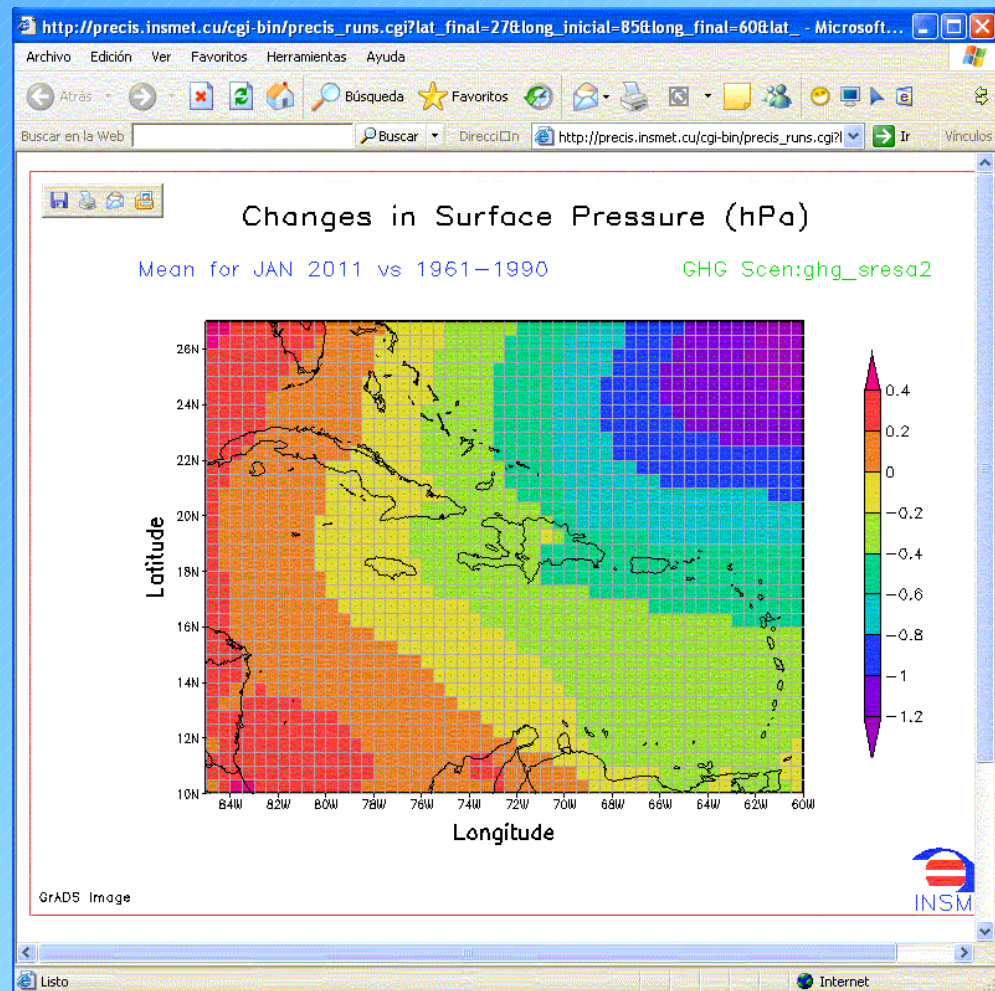 http://precis.insmet.cu/cgi-bin/precis_runs.cgi?lat_final=27&long_inicial=85&long_final=60&lat_ - Microsoft...
Archivo Edición Ver Favoritos Herramientas Ayuda
Atrás Búsqueda Favoritos
Buscar en la Web Buscar Direcci□n http://precis.insmet.cu/cgi-bin/precis_runs.cgi?l Ir Vínculos
Changes in Surface Pressure (hPa)
Mean for JAN 2011 vs 1961-1990 GHG Scen:ghg_sresa2
26N
24N
22N
20N
18N
16N
14N
12N
10N
Latitude
84W 82W 80W 78W 76W 74W 72W 70W 68W 66W 64W 62W 60W
Longitude
0.4
0.2
0
-0.2
-0.4
-0.6
-0.8
-1
-1.2
GrADS Image
INSM
Listo Internet